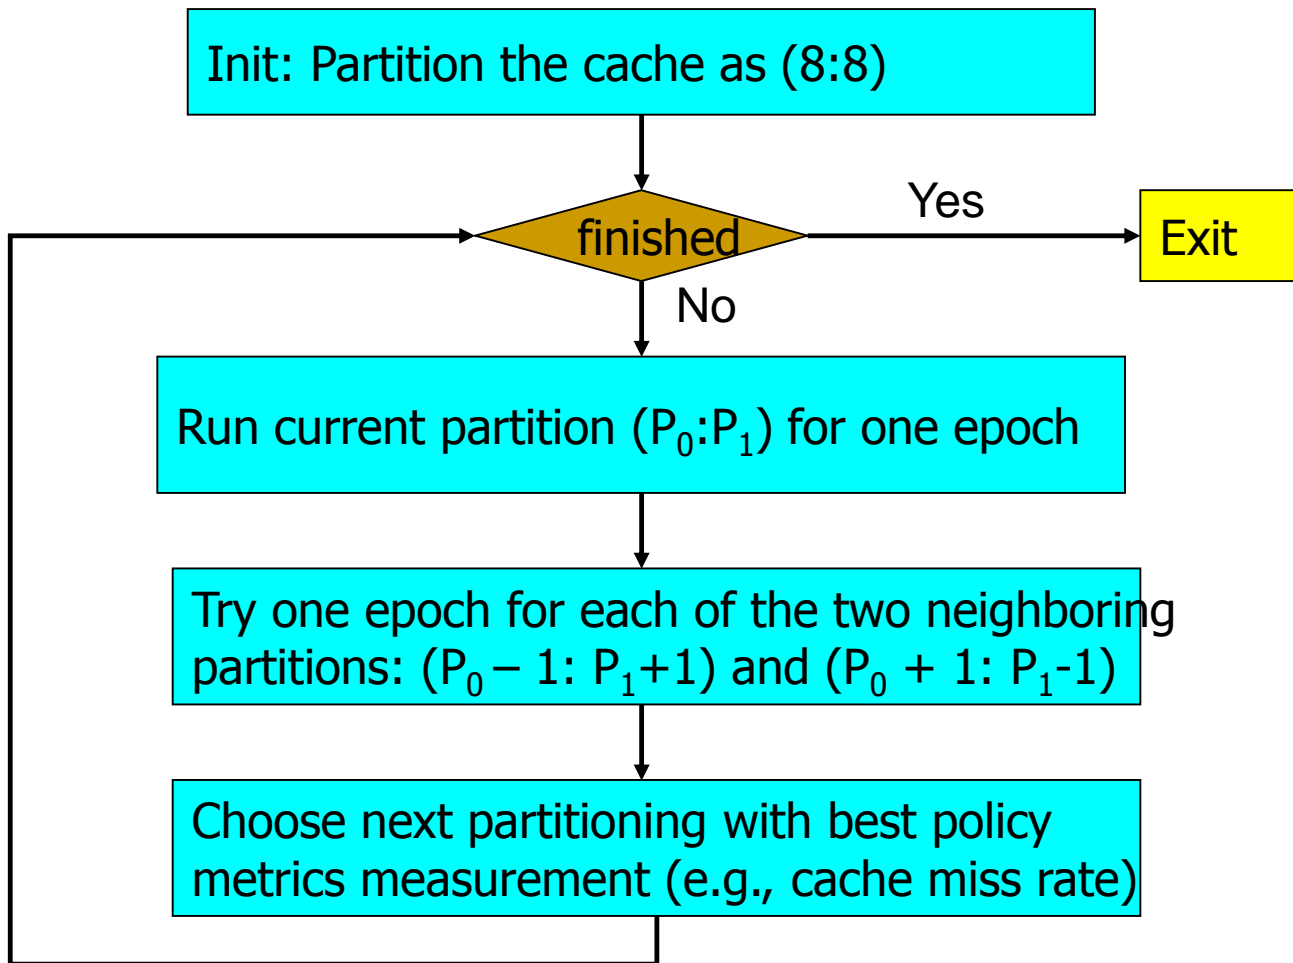 Init: Partition the cache as (8:8)
finished
Yes
Exit
No
Run current partition (P₀:P₁) for one epoch
Try one epoch for each of the two neighboring
partitions: (P₀ – 1: P₁+1) and (P₀ + 1: P₁-1)
Choose next partitioning with best policy
metrics measurement (e.g., cache miss rate)